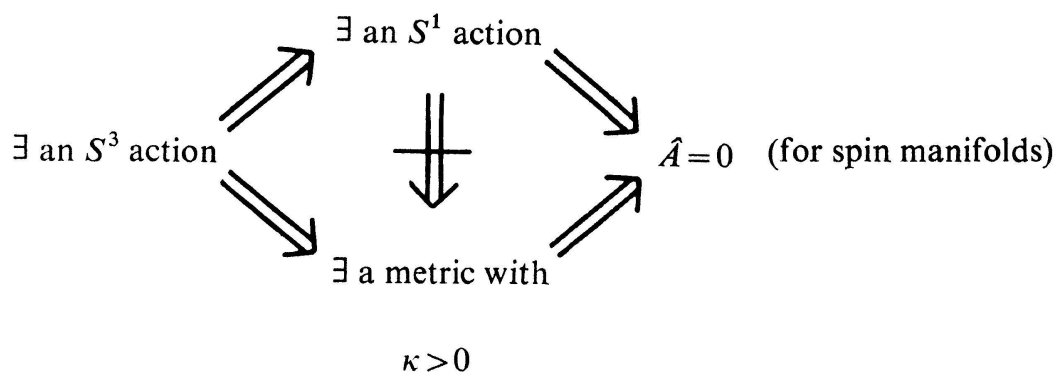 ∃ an S³ action
∃ an S¹ action
Â=0 (for spin manifolds)
∃ a metric with
κ>0